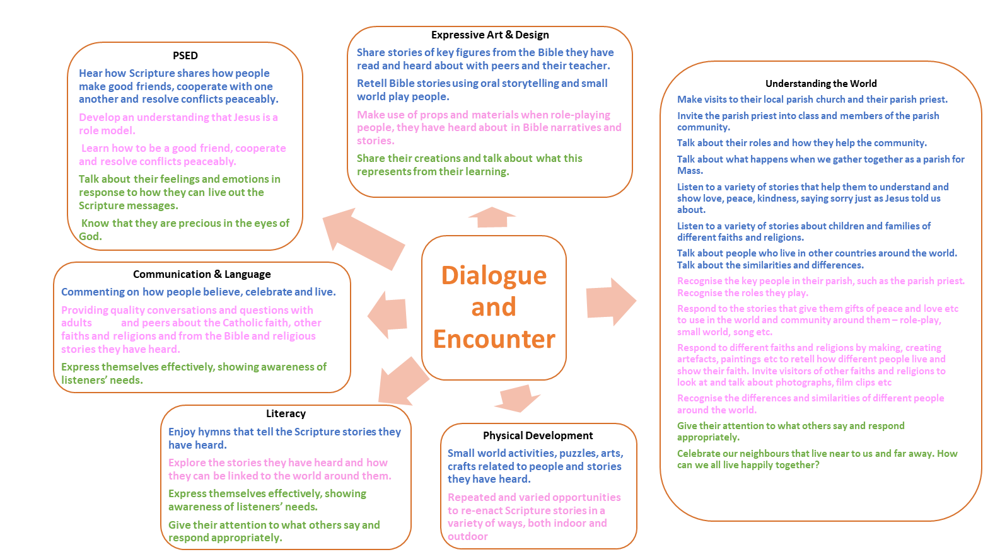 PSED
Hear how Scripture shares how people
make good friends, cooperate with one
another and resolve conflicts peaceably.
Develop an understanding that Jesus is a
role model.
Learn how to be a good friend, cooperate
and resolve conflicts peaceably.
Talk about their feelings and emotions in
response to how they can live out the
Scripture messages.
Know that they are precious in the eyes of
God.
Expressive Art & Design
Share stories of key figures from the Bible they have
read and heard about with peers and their teacher.
Retell Bible stories using oral storytelling and small
world play people.
Make use of props and materials when role-playing
people, they have heard about in Bible narratives and
stories.
Share their creations and talk about what this
represents from their learning.
Understanding the World
Make visits to their local parish church and their parish priest.
Invite the parish priest into class and members of the parish
community.
Talk about their roles and how they help the community.
Talk about what happens when we gather together as a parish for
Mass.
Listen to a variety of stories that help them to understand and
show love, peace, kindness, saying sorry just as Jesus told us
about.
Listen to a variety of stories about children and families of
different faiths and religions.
Talk about people who live in other countries around the world.
Talk about the similarities and differences.
Recognise the key people in their parish, such as the parish priest.
Recognise the roles they play.
Respond to the stories that give them gifts of peace and love etc
to use in the world and community around them – role-play,
small world, song etc.
Respond to different faiths and religions by making, creating
artefacts, paintings etc to retell how different people live and
show their faith. Invite visitors of other faiths and religions to
look at and talk about photographs, film clips etc
Recognise the differences and similarities of different people
around the world.
Give their attention to what others say and respond
appropriately.
Celebrate our neighbours that live near to us and far away. How
can we all live happily together?
Dialogue
and
Encounter
Communication & Language
Commenting on how people believe, celebrate and live.
Providing quality conversations and questions with
adults and peers about the Catholic faith, other
faiths and religions and from the Bible and religious
stories they have heard.
Express themselves effectively, showing awareness of
listeners’ needs.
Literacy
Enjoy hymns that tell the Scripture stories they
have heard.
Explore the stories they have heard and how
they can be linked to the world around them.
Express themselves effectively, showing
awareness of listeners’ needs.
Give their attention to what others say and
respond appropriately.
Physical Development
Small world activities, puzzles, arts,
crafts related to people and stories
they have heard.
Repeated and varied opportunities
to re-enact Scripture stories in a
variety of ways, both indoor and
outdoor